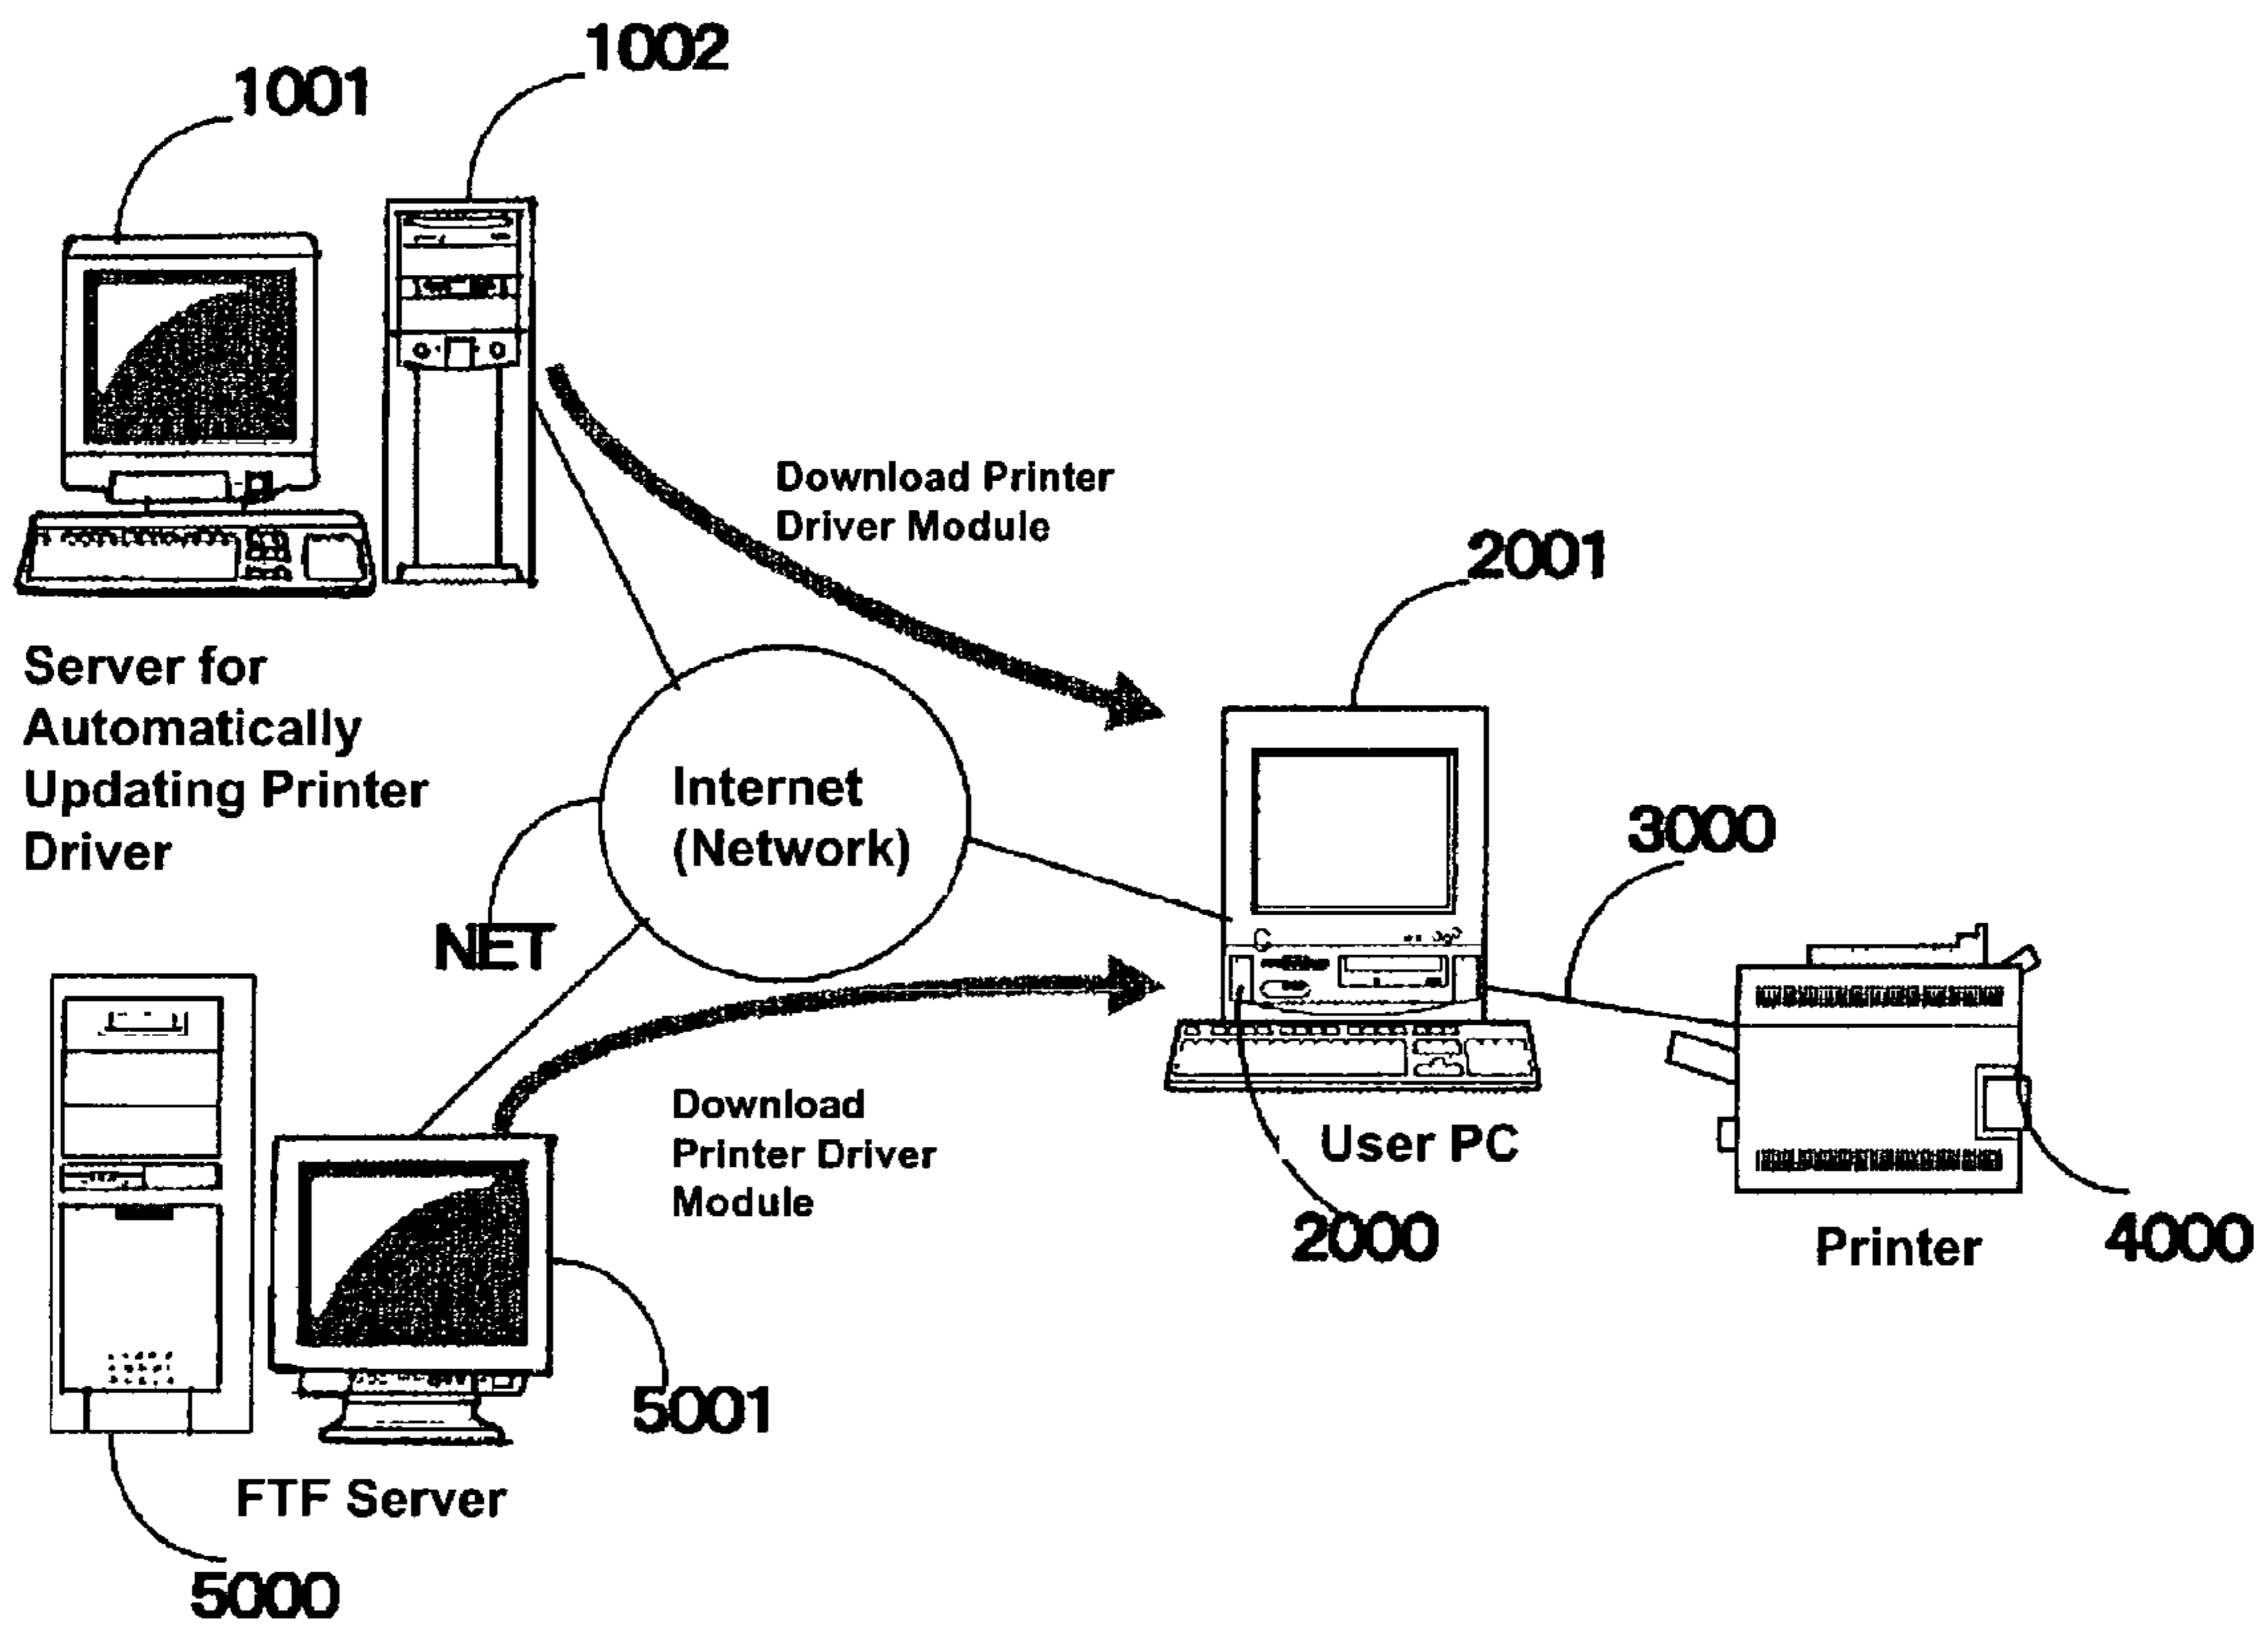 1002
1001
Download Printer
Driver Module
2001
Server for
Automatically
Updating Printer
Driver
Internet
(Network)
3000
NET
Download
Printer Driver
Module
User PC
2000
Printer
4000
5001
FTF Server
5000